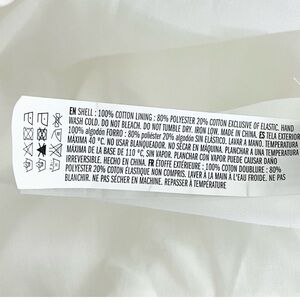 EN SHELL : 100% COTTON LINING : 80% POLYESTER 20% COTTON EXCLUSIVE OF ELASTIC. HAND
WASH COLD. DO NOT BLEACH. DO NOT TUMBLE DRY. IRON LOW. MADE IN CHINA. ES TELA EXTERIOR
100% algodón FORRO : 80% poliéster 20% algodón SIN ELÁSTICO. LAVAR A MANO. TEMPERATURA
MÁXIMA 40 °C. NO USAR BLANQUEADOR. NO SECAR EN MÁQUINA. PLANCHAR A UNA TEMPERATURA
MÁXIMA DE LA BASE DE 110 °C, SIN VAPOR. PLANCHAR CON VAPOR PUEDE CAUSAR DAÑO
IRREVERSIBLE. HECHO EN CHINA. FR ÉTOFFE EXTÉRIEURE : 100% COTON DOUBLURE : 80%
POLYESTER 20% COTON ÉLASTIQUE NON COMPRIS. LAVER À LA MAIN À L'EAU FROIDE. NE PAS
BLANCHIR. NE PAS SÉCHER EN MACHINE. REPASSER À TEMPÉRATURE